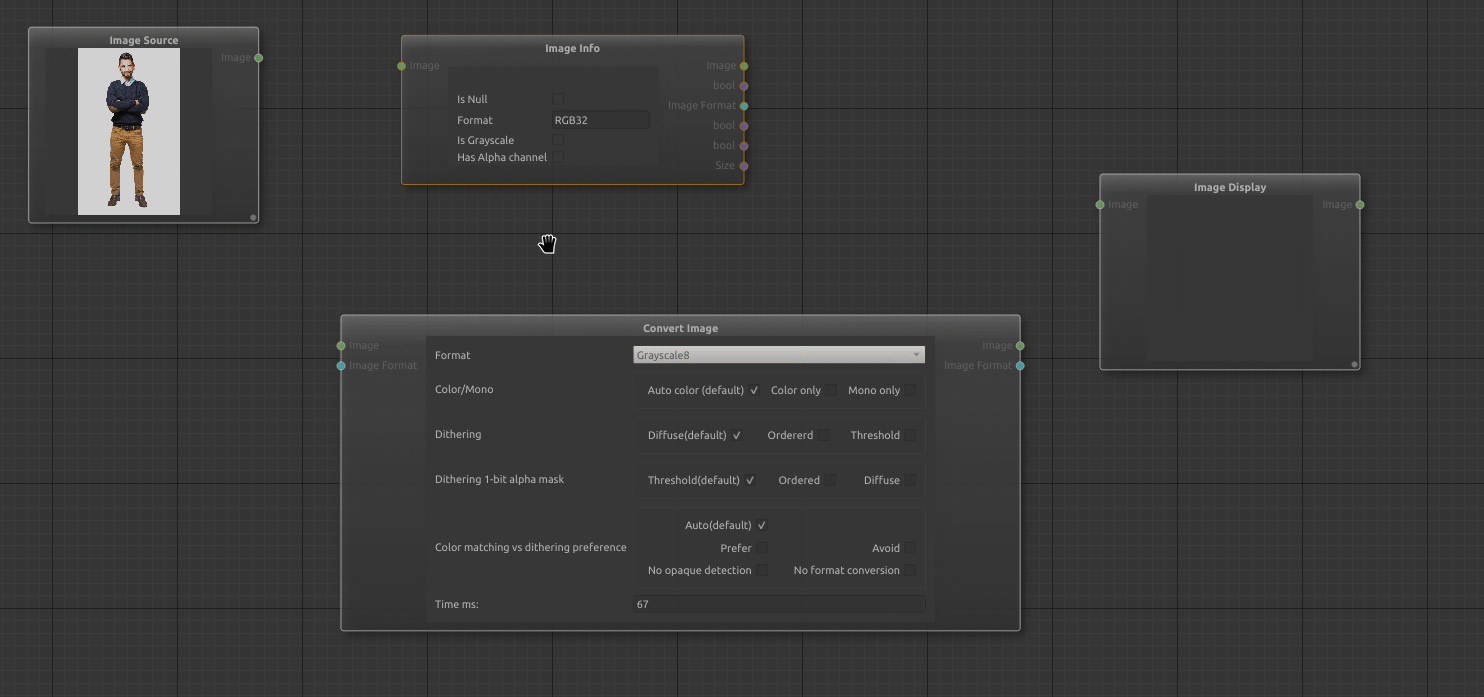 Image Source
Image
Image Info
Image
Image
bool
Is Null
Image Format
Format
RGB32
bool
Is Grayscale
bool
Has Alpha channel
Size
Image Display
Image
Image
Convert Image
Image
Image
Format
Grayscale8
Image Format
Image Format
Color/Mono
Auto color (default) ✓ Color only Mono only
Dithering
Diffuse(default) ✓ Ordererd Threshold
Dithering 1-bit alpha mask
Threshold(default) ✓ Ordered Diffuse
Auto(default) ✓
Color matching vs dithering preference
Prefer Avoid
No opaque detection No format conversion
Time ms:
67